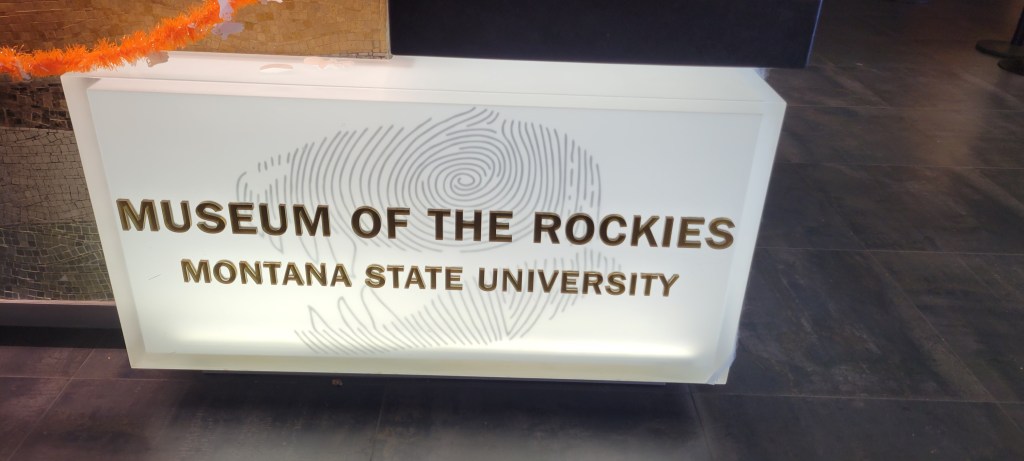 MUSEUM OF THE ROCKIES
MONTANA STATE UNIVERSITY